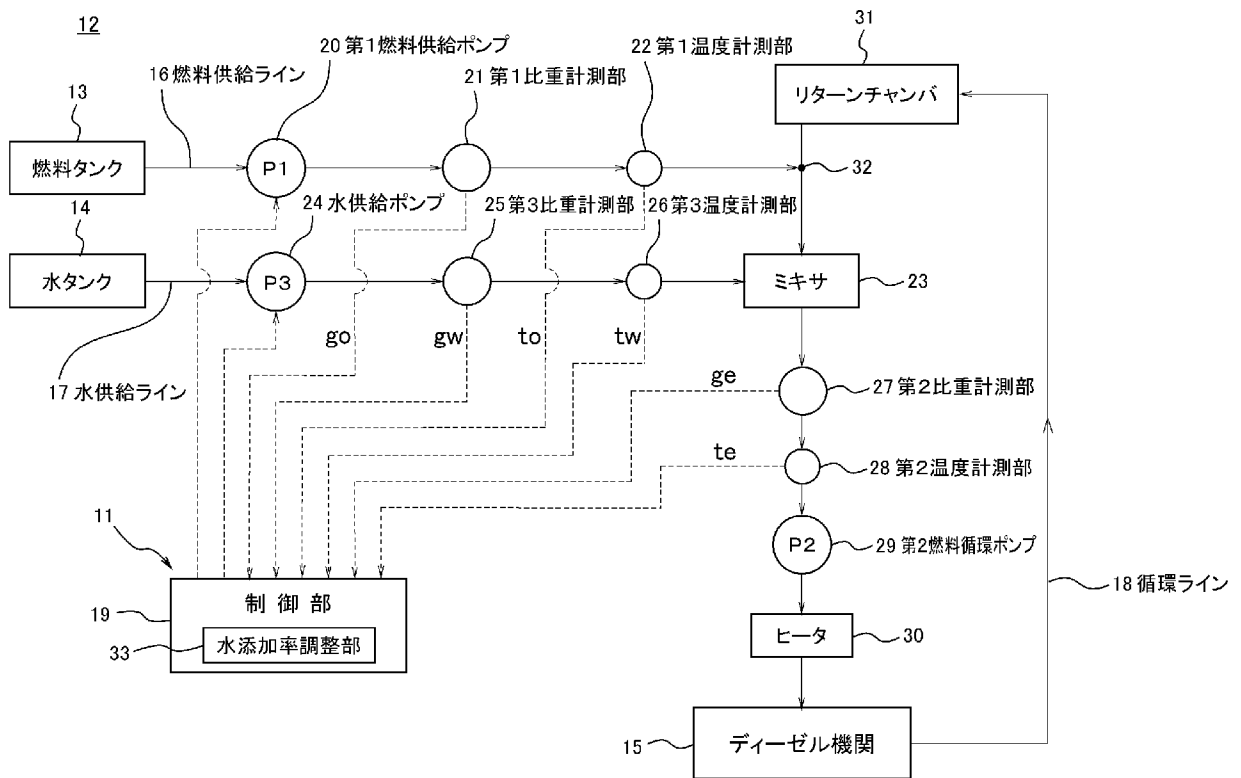 12
31
20 第1燃料供給ポンプ
22 第1温度計測部
16 燃料供給ライン
21 第1比重計測部
リターンチャンバ
13
燃料タンク
P1
32
14
24 水供給ポンプ
25 第3比重計測部
26 第3温度計測部
水タンク
P3
ミキサ
23
go
gw
to
tw
17 水供給ライン
ge
27 第2比重計測部
te
28 第2温度計測部
11
P2
29 第2燃料循環ポンプ
18 循環ライン
19
制御部
33
水添加率調整部
ヒータ
30
15
ディーゼル機関